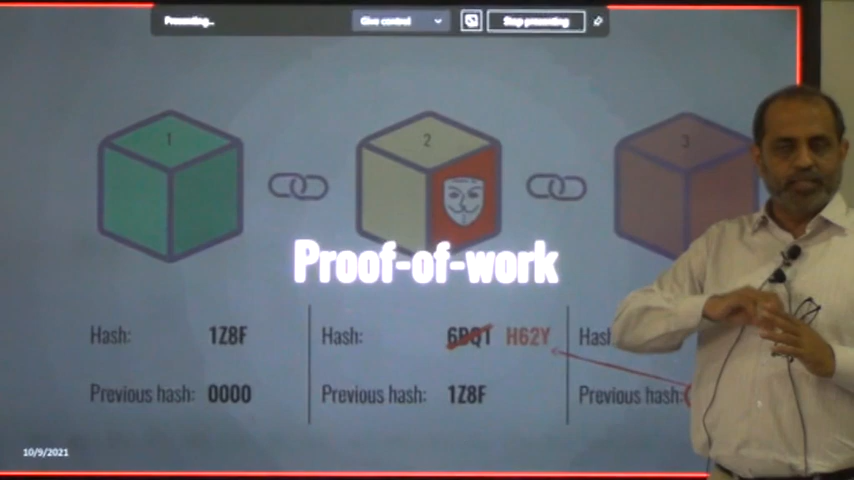 Presenting...
Give control
Stop presenting
1
2
3
Proof-of-work
Hash: 1Z8F
Hash: 6BQ1 H62Y
Previous hash: 0000
Previous hash: 1Z8F
Previous hash:
10/9/2021